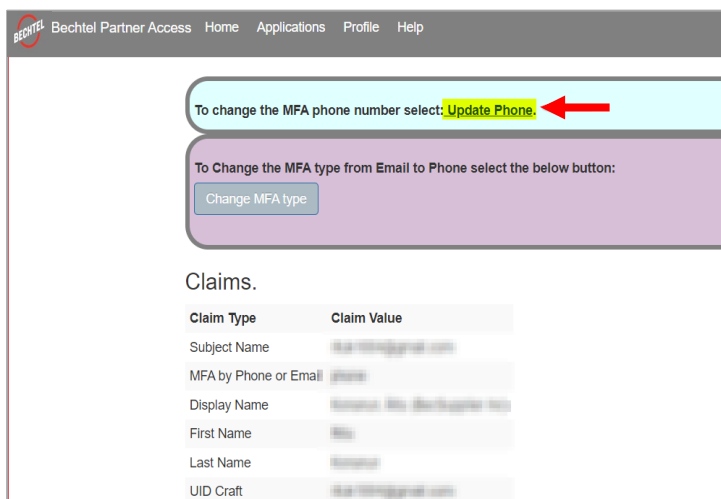 BECHTEL Bechtel Partner Access Home Applications Profile Help
To change the MFA phone number select: Update Phone.
To Change the MFA type from Email to Phone select the below button:
Change MFA type
Claims.
Claim Type Claim Value
Subject Name
MFA by Phone or Email phone
Display Name
First Name
Last Name
UID Craft